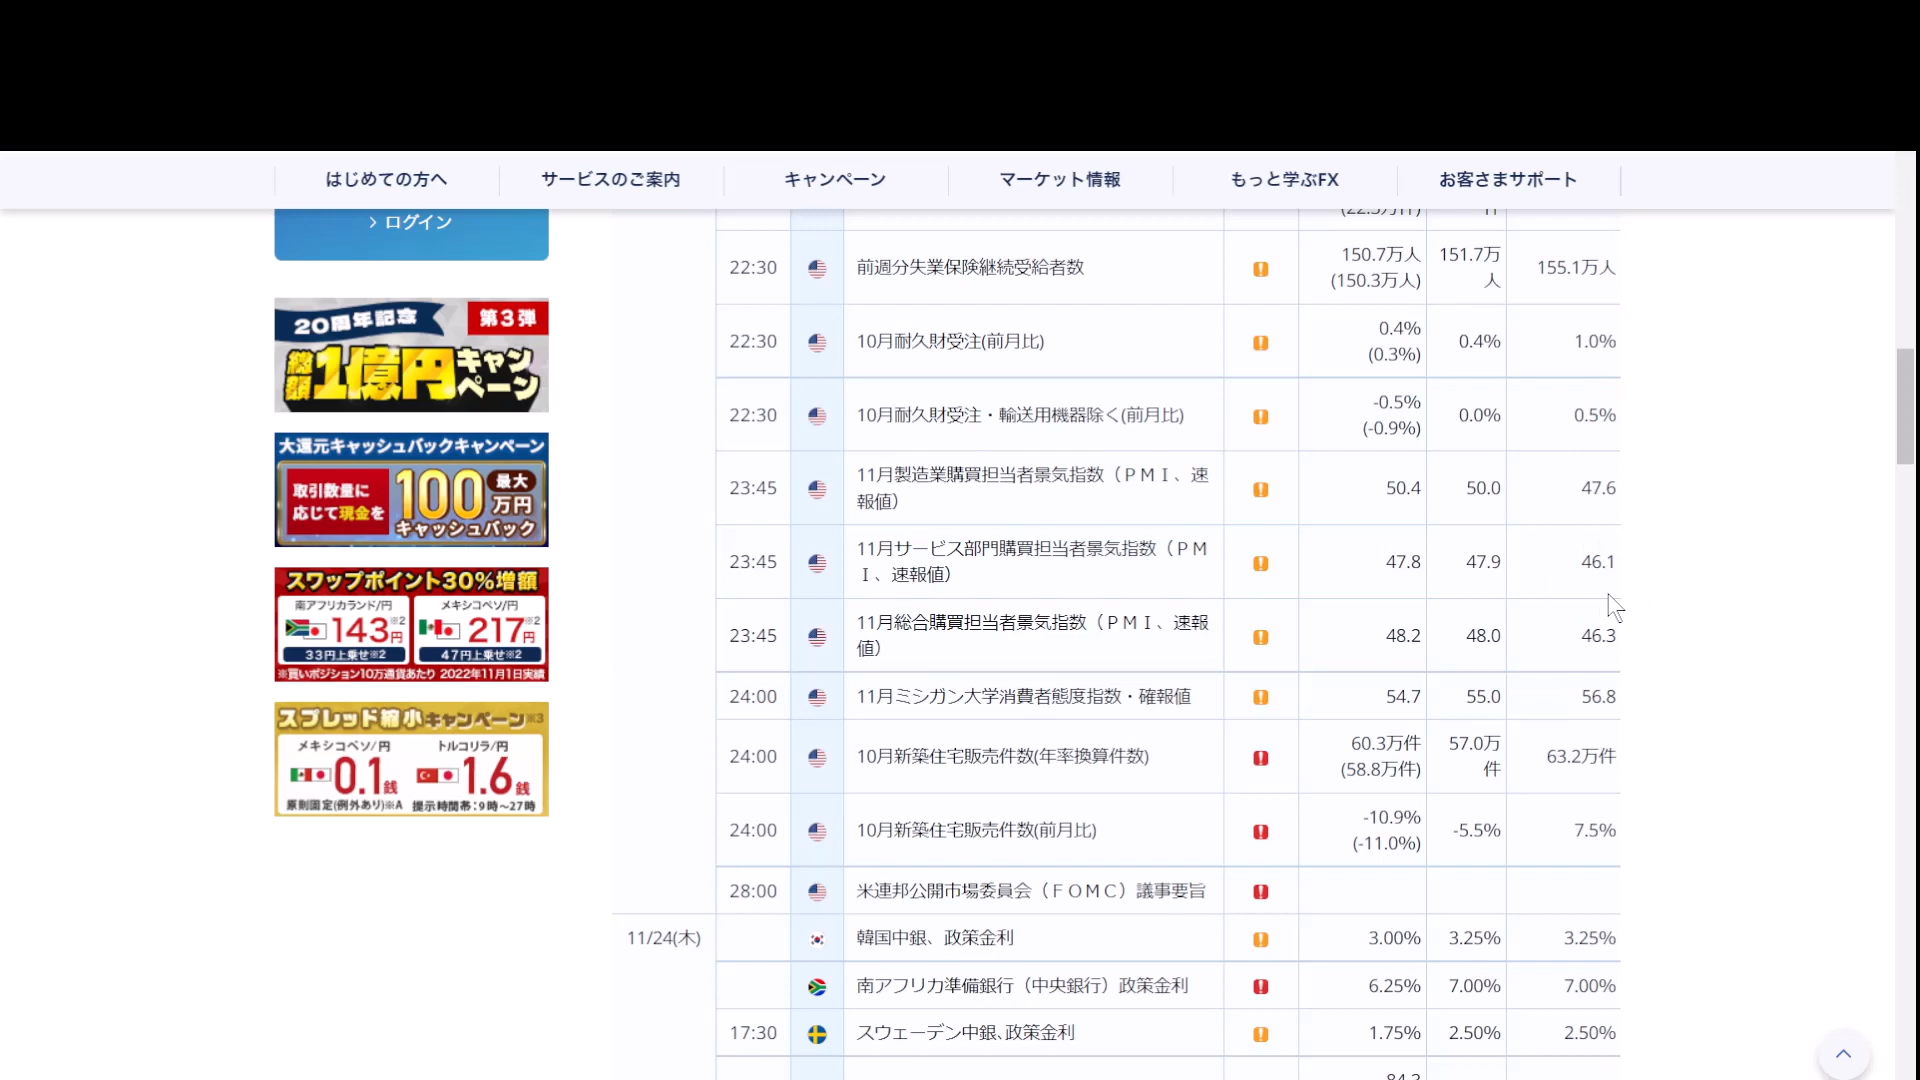 はじめての方へ サービスのご案内 キャンペーン マーケット情報 もっと学ぶFX お客さまサポート
> ログイン
20周年記念 第3弾
総額1億円キャンペーン
大還元キャッシュバックキャンペーン
取引数量に応じて現金を 最大100万円キャッシュバック
スワップポイント30%増額
南アフリカランド/円 メキシコペソ/円
143円※2 217円※2
33円上乗せ※2 47円上乗せ※2
※買いポジション10万通貨あたり 2022年11月1日実績
スプレッド縮小キャンペーン※3
メキシコペソ/円 トルコリラ/円
0.1銭 1.6銭
原則固定(例外あり)※A 提示時間帯:9時~27時
22:30 前週分失業保険継続受給者数 150.7万人 (150.3万人) 151.7万人 155.1万人
22:30 10月耐久財受注(前月比) 0.4% (0.3%) 0.4% 1.0%
22:30 10月耐久財受注・輸送用機器除く(前月比) -0.5% (-0.9%) 0.0% 0.5%
23:45 11月製造業購買担当者景気指数(PMI、速報値) 50.4 50.0 47.6
23:45 11月サービス部門購買担当者景気指数(PMI、速報値) 47.8 47.9 46.1
23:45 11月総合購買担当者景気指数(PMI、速報値) 48.2 48.0 46.3
24:00 11月ミシガン大学消費者態度指数・確報値 54.7 55.0 56.8
24:00 10月新築住宅販売件数(年率換算件数) 60.3万件 (58.8万件) 57.0万件 63.2万件
24:00 10月新築住宅販売件数(前月比) -10.9% (-11.0%) -5.5% 7.5%
28:00 米連邦公開市場委員会(FOMC)議事要旨
11/24(木) 韓国中銀、政策金利 3.00% 3.25% 3.25%
南アフリカ準備銀行(中央銀行)政策金利 6.25% 7.00% 7.00%
17:30 スウェーデン中銀、政策金利 1.75% 2.50% 2.50%